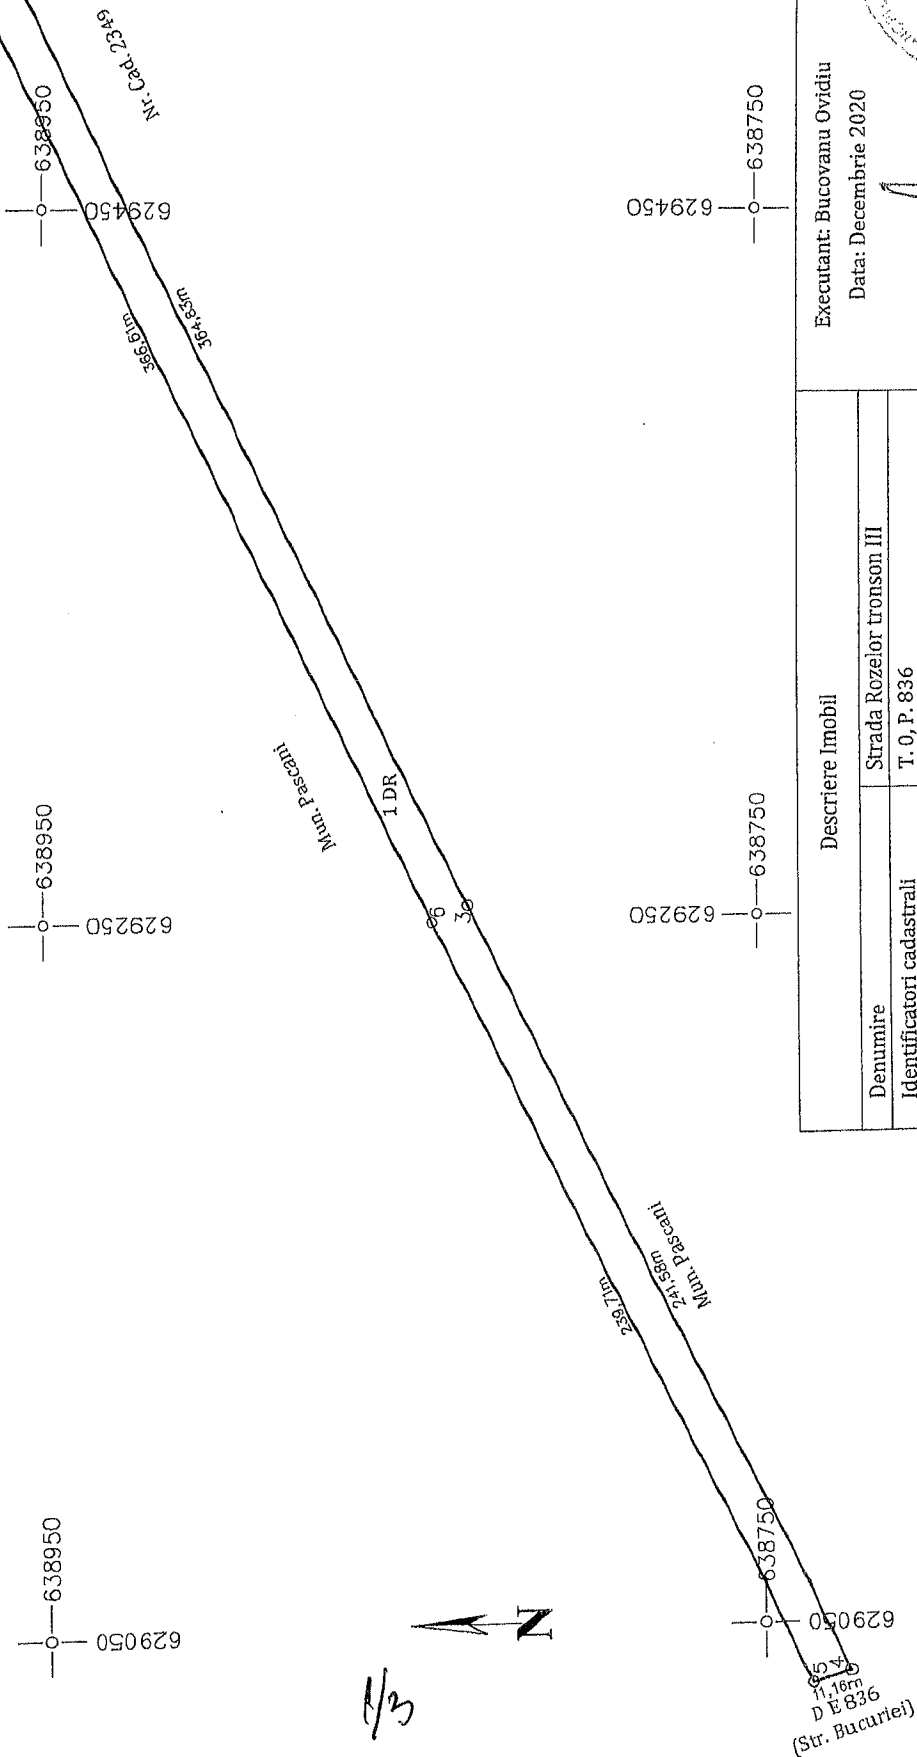 Nr. Cad. 2349
638950
629450
366,61m
364,83m
638750
629450
Mun. Pascani
1 DR
638950
629250
6
3
638750
629250
239,71m
241,58m
Mun. Pascani
638950
629050
638750
629050
5
4
11,16m
D E 836
(Str. Bucuriei)
N
1/3
Descriere Imobil
Denumire
Strada Rozelor tronson III
Identificatori cadastrali
T. 0, P. 836
Executant: Bucovanu Ovidiu
Data: Decembrie 2020